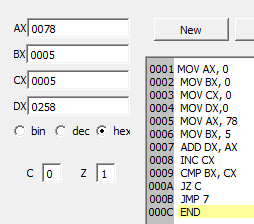 AX 0078
BX 0005
CX 0005
DX 0258
bin dec hex
C 0 Z 1
New
0001 MOV AX, 0
0002 MOV BX, 0
0003 MOV CX, 0
0004 MOV DX,0
0005 MOV AX, 78
0006 MOV BX, 5
0007 ADD DX, AX
0008 INC CX
0009 CMP BX, CX
000A JZ C
000B JMP 7
000C END